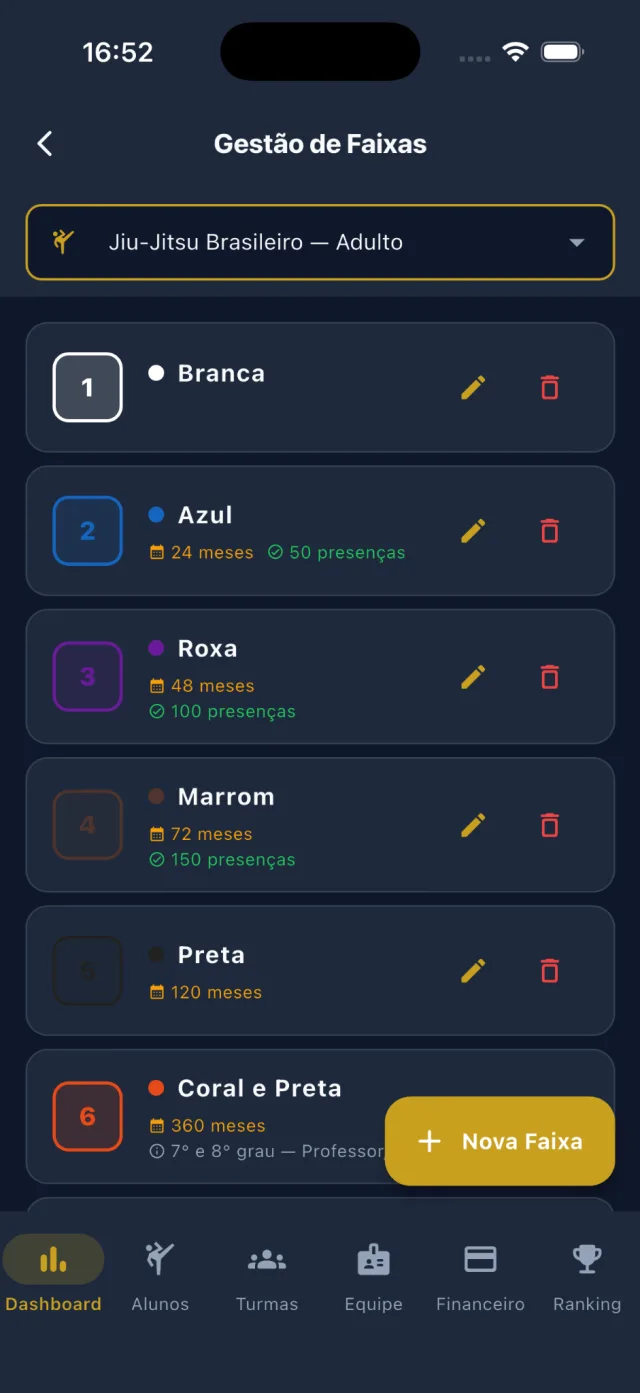 16:52
Gestão de Faixas
Jiu-Jitsu Brasileiro — Adulto
1
Branca
2
Azul
24 meses 50 presenças
3
Roxa
48 meses
100 presenças
4
Marrom
72 meses
150 presenças
5
Preta
120 meses
6
Coral e Preta
360 meses
7° e 8° grau — Professor,
+ Nova Faixa
Dashboard Alunos Turmas Equipe Financeiro Ranking